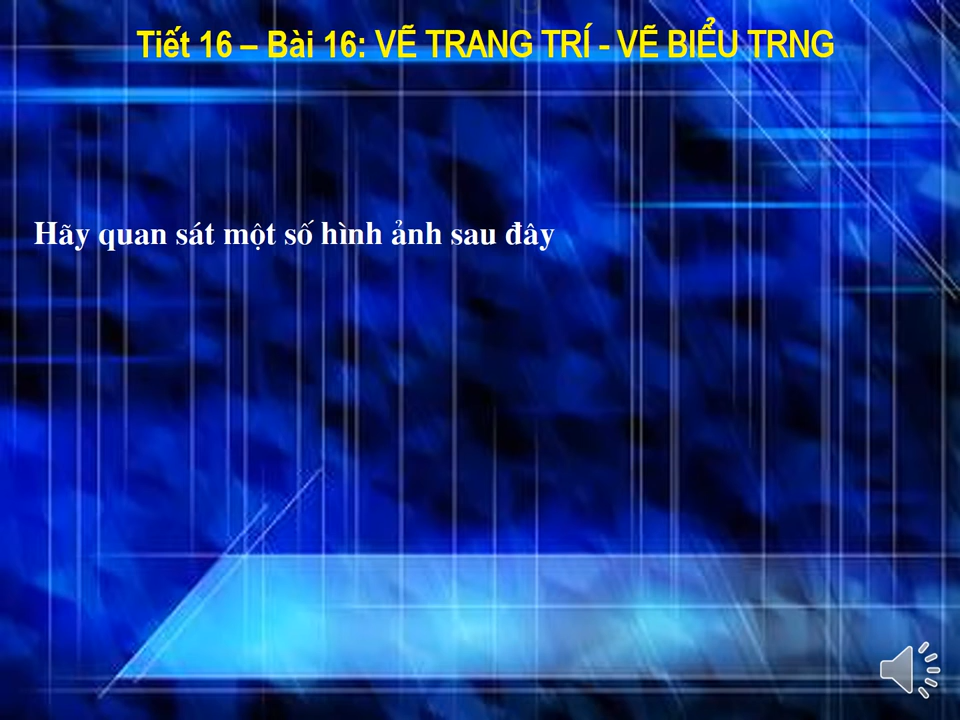 Tiết 16 – Bài 16: VẼ TRANG TRÍ - VẼ BIỂU TRNG
Hãy quan sát một số hình ảnh sau đây